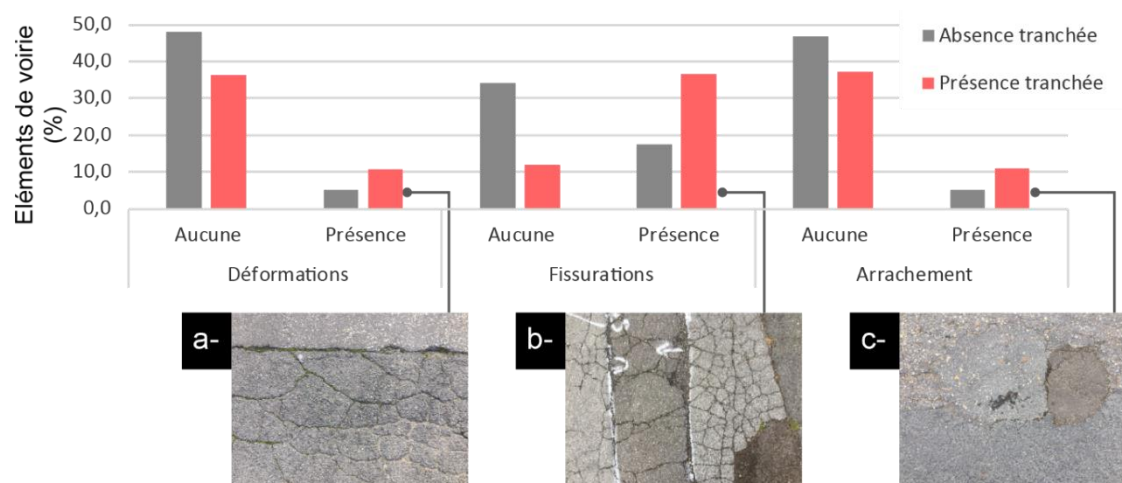 Eléments de voirie
(%)
50,0
40,0
30,0
20,0
10,0
0,0
Absence tranchée
Présence tranchée
Aucune Présence Aucune Présence Aucune Présence
Déformations Fissurations Arrachement
a- b- c-